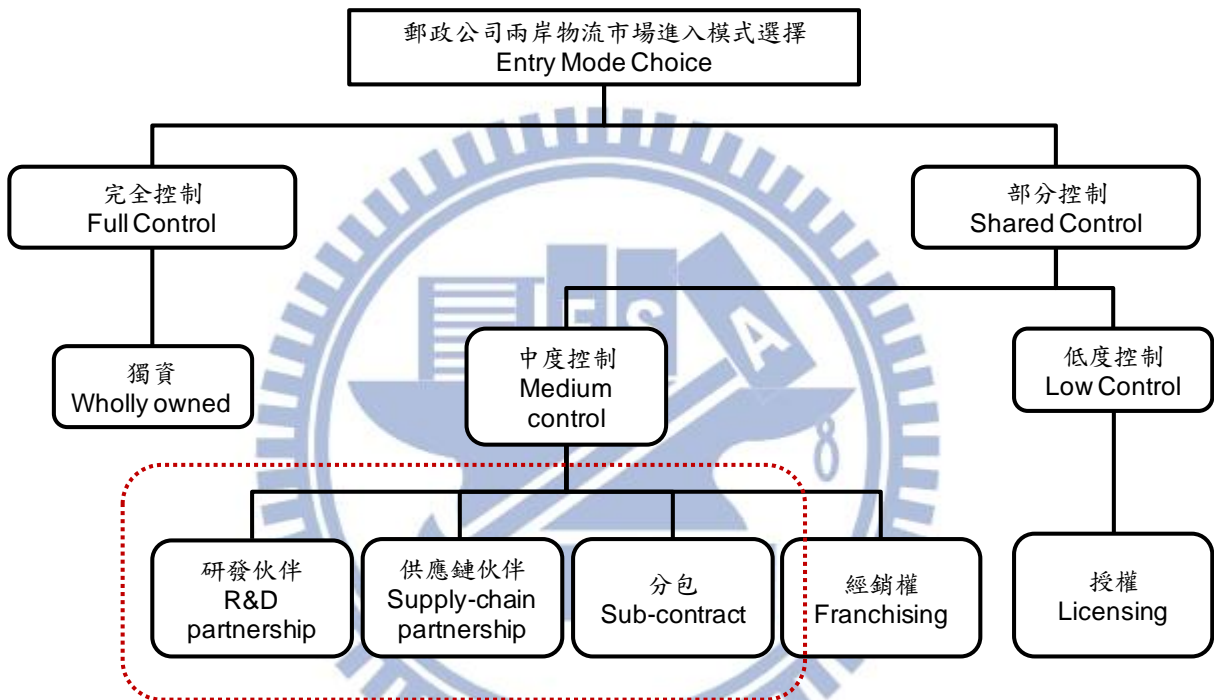 郵政公司兩岸物流市場進入模式選擇
Entry Mode Choice
完全控制
Full Control
部分控制
Shared Control
獨資
Wholly owned
中度控制
Medium
control
低度控制
Low Control
研發伙伴
R&D
partnership
供應鏈伙伴
Supply-chain
partnership
分包
Sub-contract
經銷權
Franchising
授權
Licensing
E S A
8